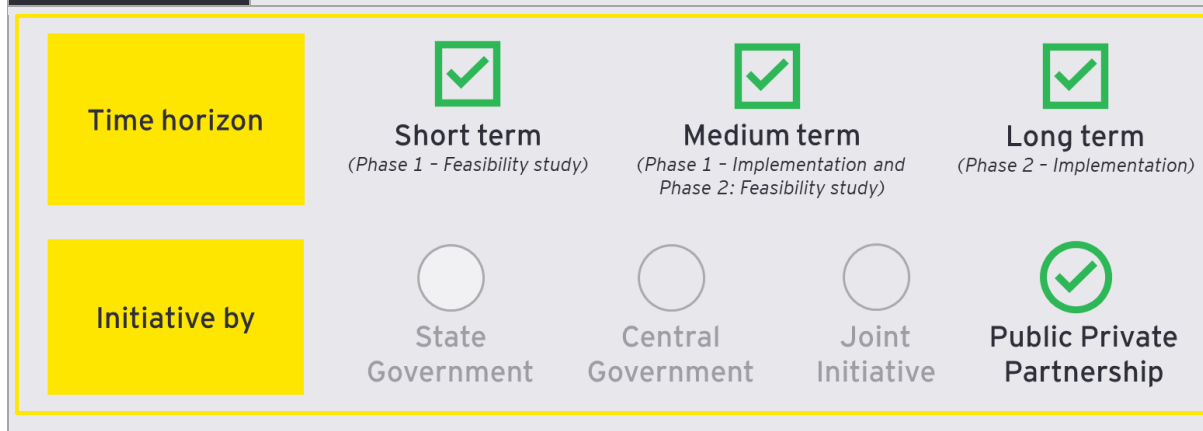 Time horizon
Short term
(Phase 1 – Feasibility study)
Medium term
(Phase 1 – Implementation and
Phase 2: Feasibility study)
Long term
(Phase 2 – Implementation)
Initiative by
State
Government
Central
Government
Joint
Initiative
Public Private
Partnership